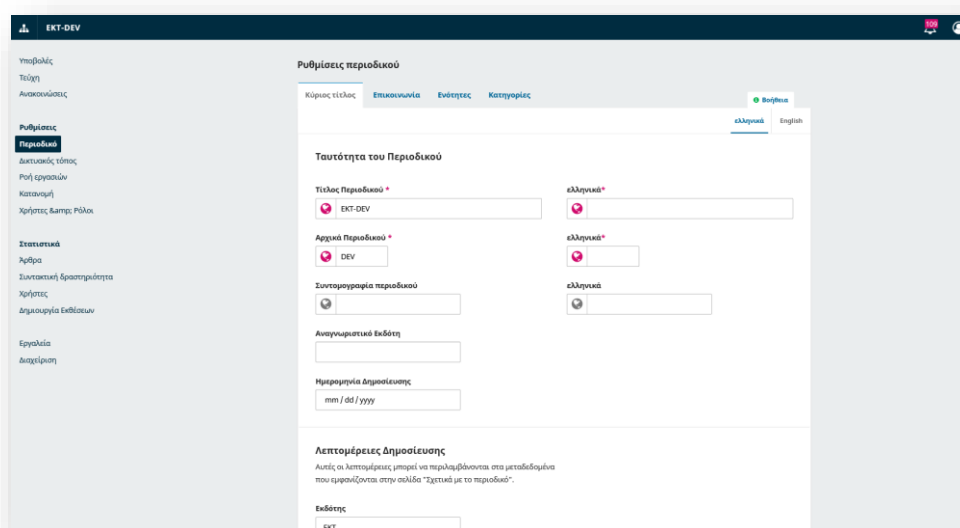 EKT-DEV
109
Υποβολές
Τεύχη
Ανακοινώσεις
Ρυθμίσεις
Περιοδικό
Δικτυακός τόπος
Ροή εργασιών
Κατανομή
Χρήστες &amp; Ρόλοι
Στατιστικά
Άρθρα
Συντακτική δραστηριότητα
Χρήστες
Δημιουργία Εκθέσεων
Εργαλεία
Διαχείριση
Ρυθμίσεις περιοδικού
Κύριος τίτλος Επικοινωνία Ενότητες Κατηγορίες
Βοήθεια
ελληνικά English
Ταυτότητα του Περιοδικού
Τίτλος Περιοδικού * ελληνικά*
EKT-DEV
Αρχικά Περιοδικού * ελληνικά*
DEV
Συντομογραφία περιοδικού ελληνικά
Αναγνωριστικό Εκδότη
Ημερομηνία Δημοσίευσης
mm / dd / yyyy
Λεπτομέρειες Δημοσίευσης
Αυτές οι λεπτομέρειες μπορεί να περιλαμβάνονται στα μεταδεδομένα
που εμφανίζονται στην σελίδα "Σχετικά με το περιοδικό".
Εκδότης
EKT